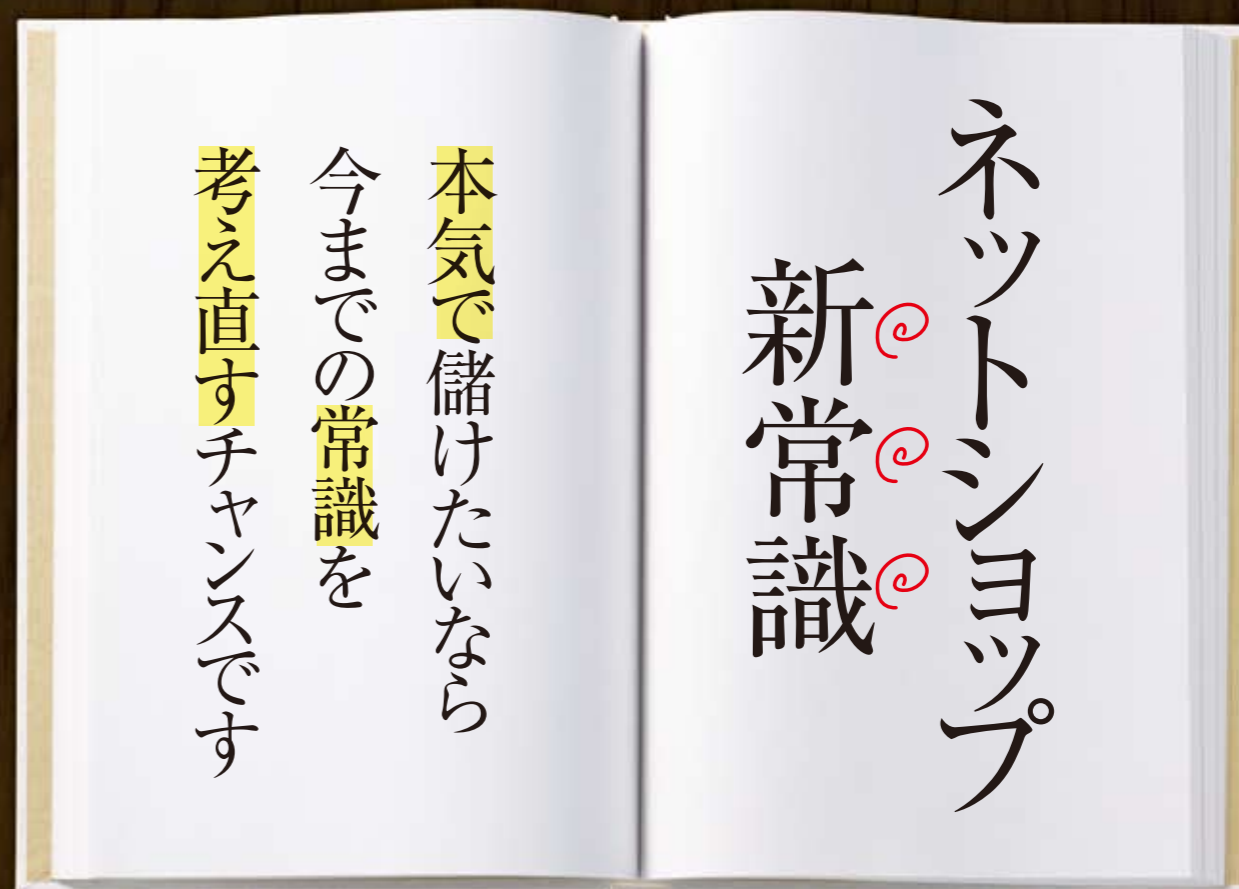 ネットショップ
新常識
本気で儲けたいなら
今までの常識を
考え直すチャンスです